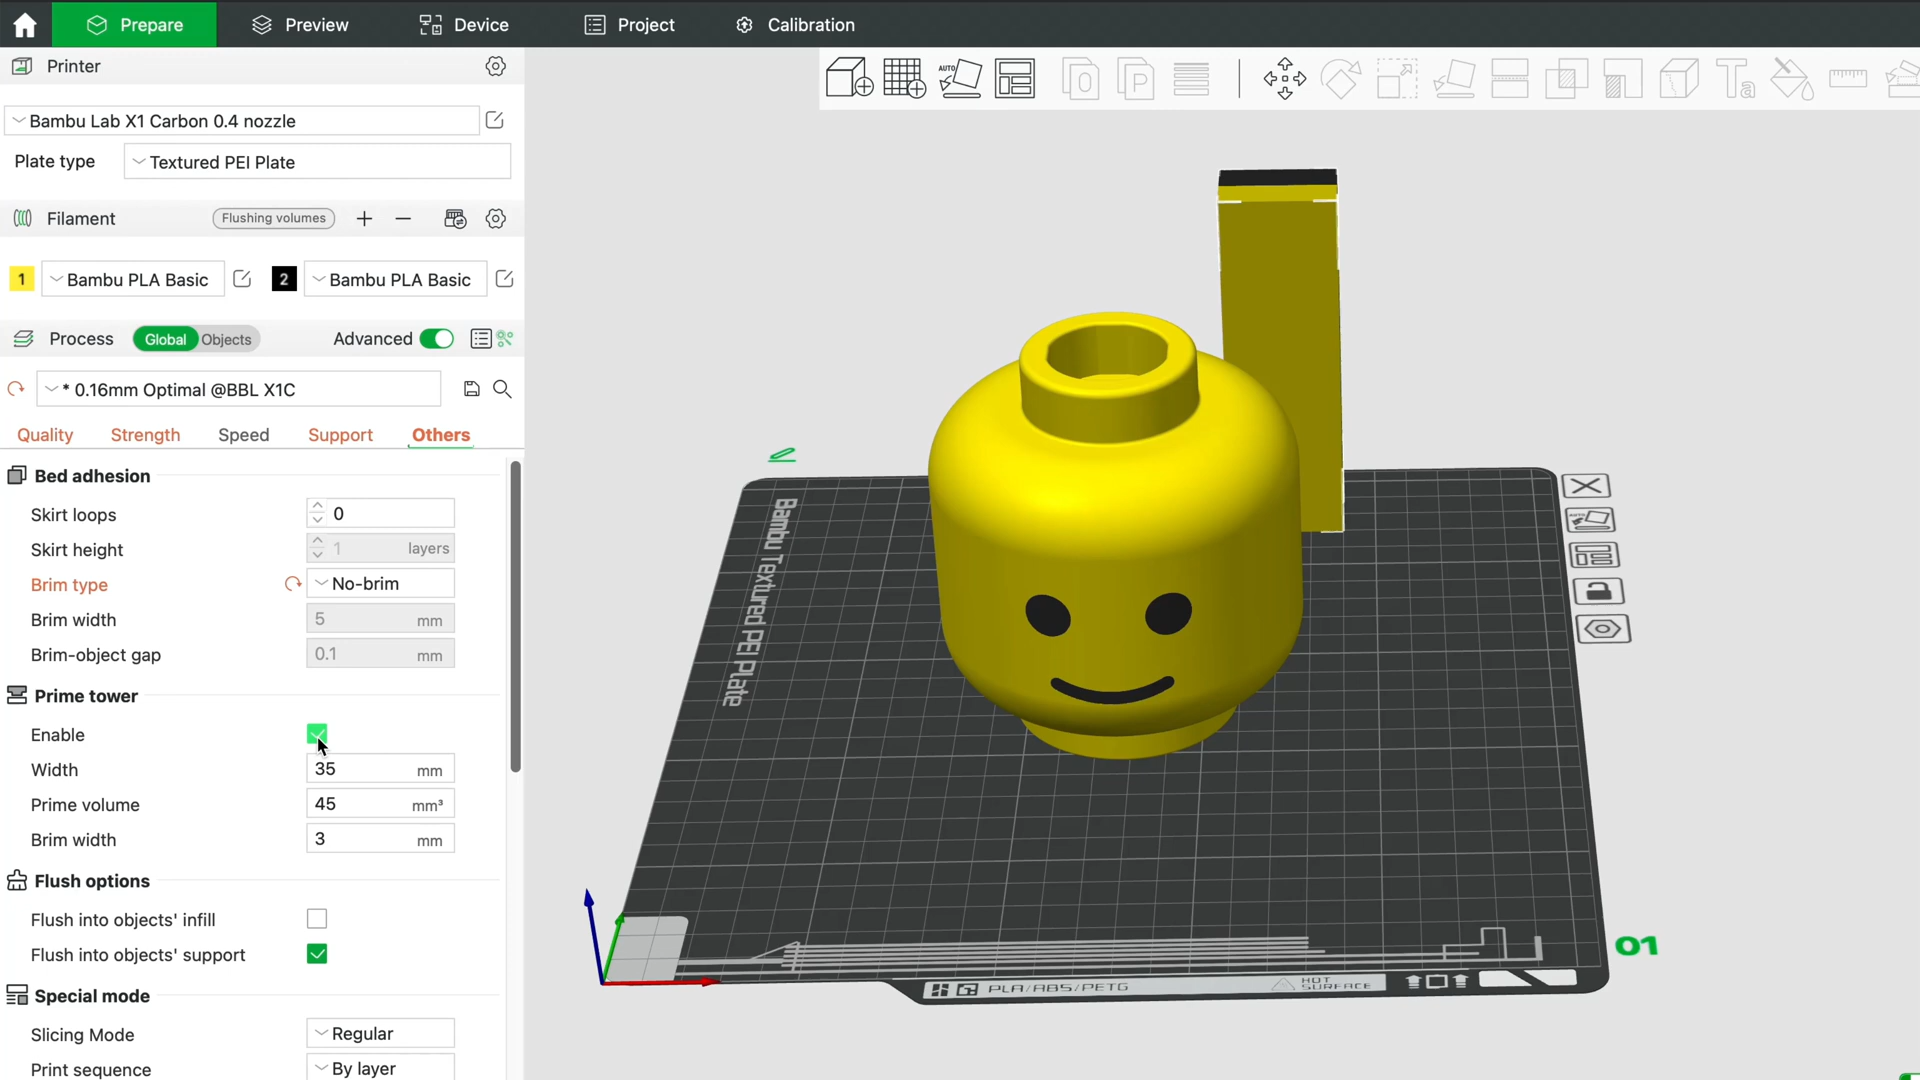 Prepare Preview Device Project Calibration
Printer
Bambu Lab X1 Carbon 0.4 nozzle
Plate type Textured PEI Plate
AUTO
Filament Flushing volumes
1 Bambu PLA Basic 2 Bambu PLA Basic
Process Global Objects Advanced
* 0.16mm Optimal @BBL X1C
Quality Strength Speed Support Others
Bed adhesion
Skirt loops 0
Skirt height 1 layers
Brim type No-brim
Brim width 5 mm
Brim-object gap 0.1 mm
Prime tower
Enable
Width 35 mm
Prime volume 45 mm³
Brim width 3 mm
Flush options
Flush into objects' infill
Flush into objects' support
Special mode
Slicing Mode Regular
Print sequence By layer
Bambu Textured PEI Plate
AUTO
01
PLA/ABS/PETG
HOT
SURFACE